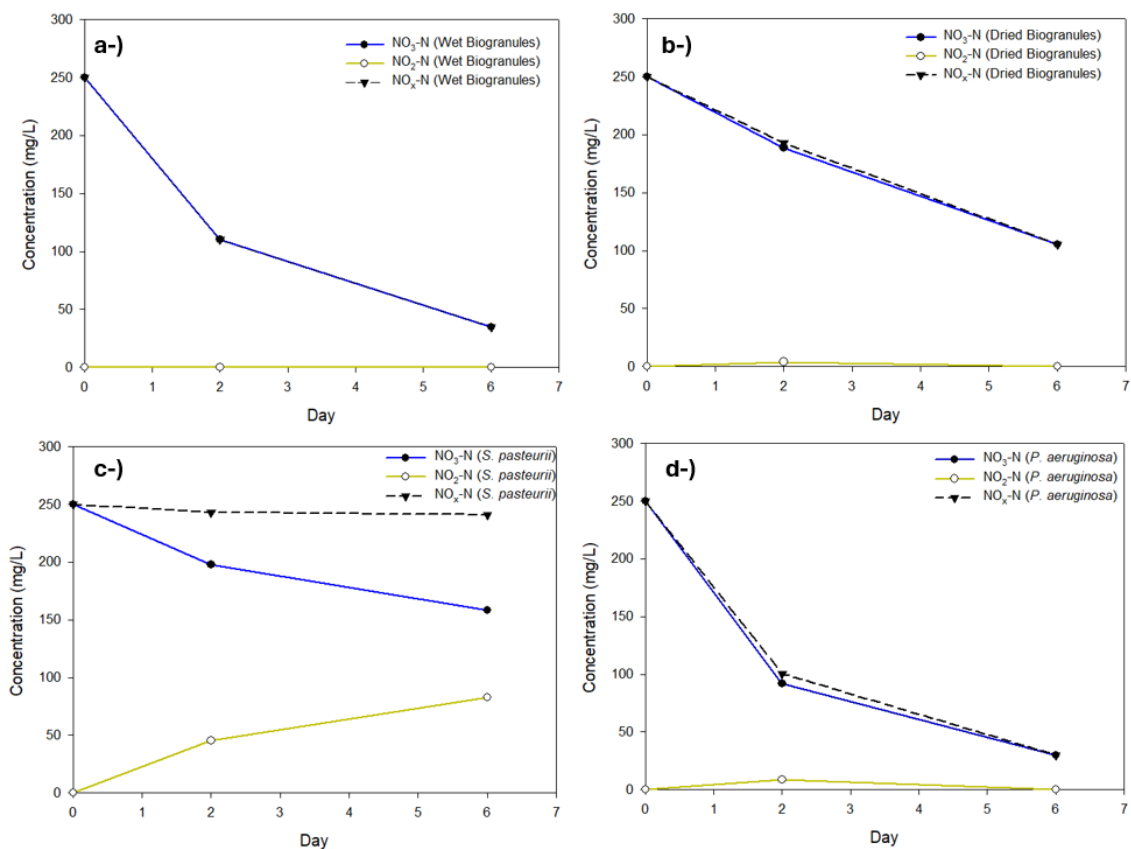 a-)
NO₃-N (Wet Biogranules)
NO₂-N (Wet Biogranules)
NOₓ-N (Wet Biogranules)
300
250
200
150
100
50
0
Concentration (mg/L)
0 1 2 3 4 5 6 7
Day
b-)
NO₃-N (Dried Biogranules)
NO₂-N (Dried Biogranules)
NOₓ-N (Dried Biogranules)
300
250
200
150
100
50
0
Concentration (mg/L)
0 1 2 3 4 5 6 7
Day
c-)
NO₃-N (S. pasteurii)
NO₂-N (S. pasteurii)
NOₓ-N (S. pasteurii)
300
250
200
150
100
50
0
Concentration (mg/L)
0 1 2 3 4 5 6 7
Day
d-)
NO₃-N (P. aeruginosa)
NO₂-N (P. aeruginosa)
NOₓ-N (P. aeruginosa)
300
250
200
150
100
50
0
Concentration (mg/L)
0 1 2 3 4 5 6 7
Day